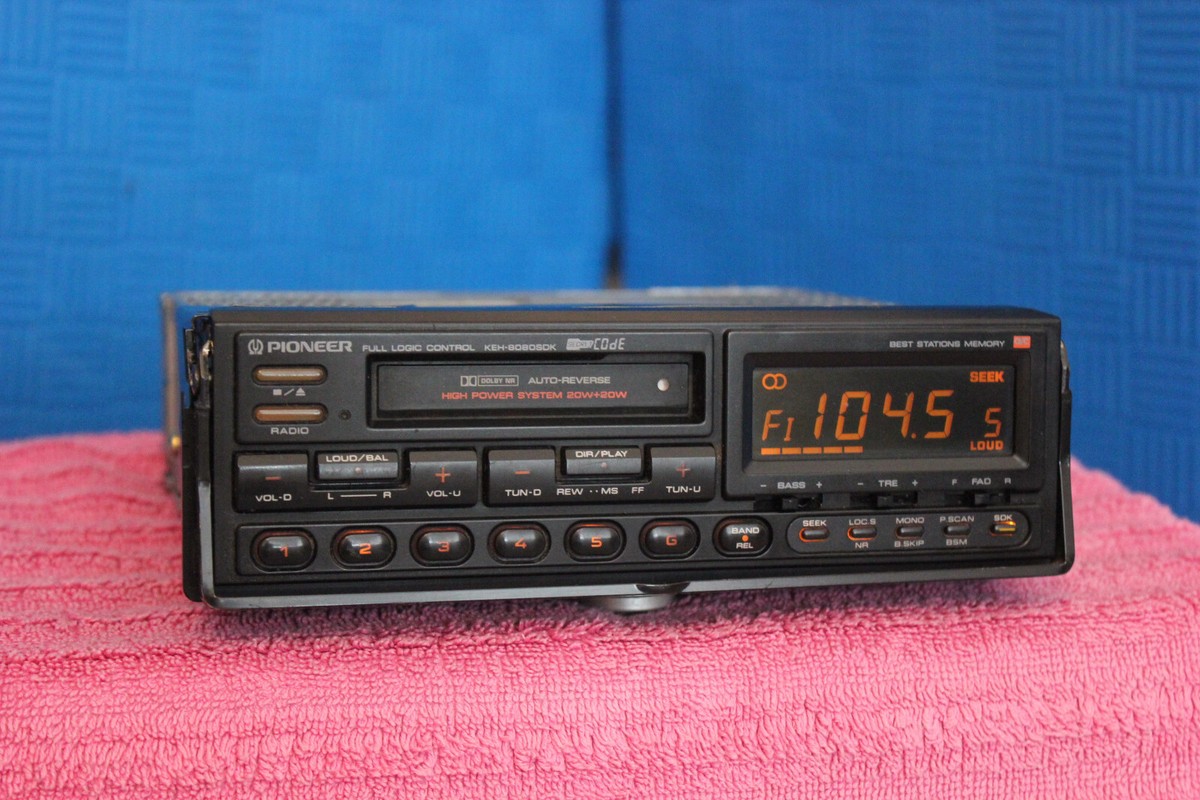 PIONEER FULL LOGIC CONTROL KEH-8080SDK SECURITY CODE
BEST STATIONS MEMORY
DOLBY NR AUTO-REVERSE
HIGH POWER SYSTEM 20W+20W
RADIO
SEEK
F1 104.5 5
LOUD
LOUD/BAL
L R
− VOL-D
+ VOL-U
DIR/PLAY
− TUN-D
REW ··MS FF
+ TUN-U
− BASS + − TRE + F FAD R
1 2 3 4 5 6
BAND
REL
SEEK LOC.S MONO P.SCAN SDK
NR B.SKIP BSM